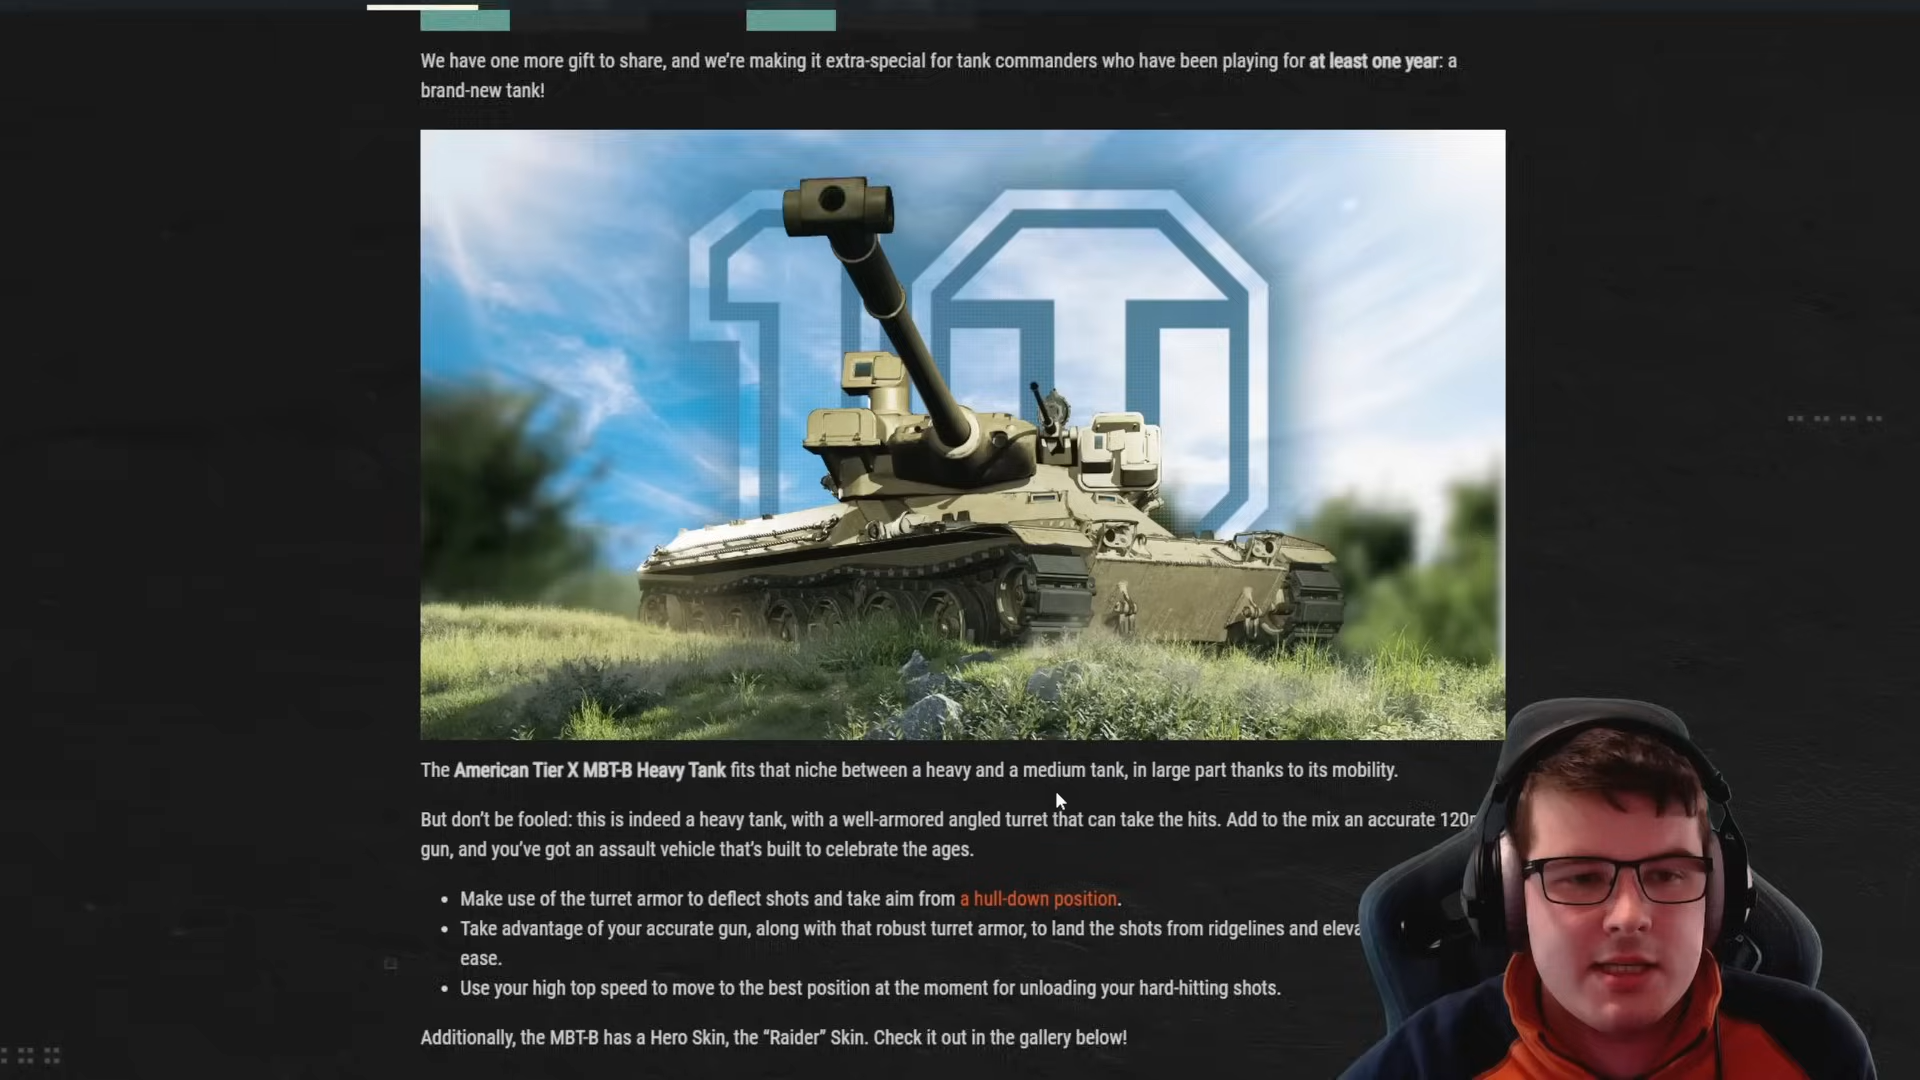 We have one more gift to share, and we're making it extra-special for tank commanders who have been playing for at least one year: a
brand-new tank!
10
The American Tier X MBT-B Heavy Tank fits that niche between a heavy and a medium tank, in large part thanks to its mobility.
But don't be fooled: this is indeed a heavy tank, with a well-armored angled turret that can take the hits. Add to the mix an accurate
gun, and you've got an assault vehicle that's built to celebrate the ages.
• Make use of the turret armor to deflect shots and take aim from a hull-down position.
• Take advantage of your accurate gun, along with that robust turret armor, to land the shots from ridgelines and
ease.
• Use your high top speed to move to the best position at the moment for unloading your hard-hitting shots.
Additionally, the MBT-B has a Hero Skin, the “Raider” Skin. Check it out in the gallery below!